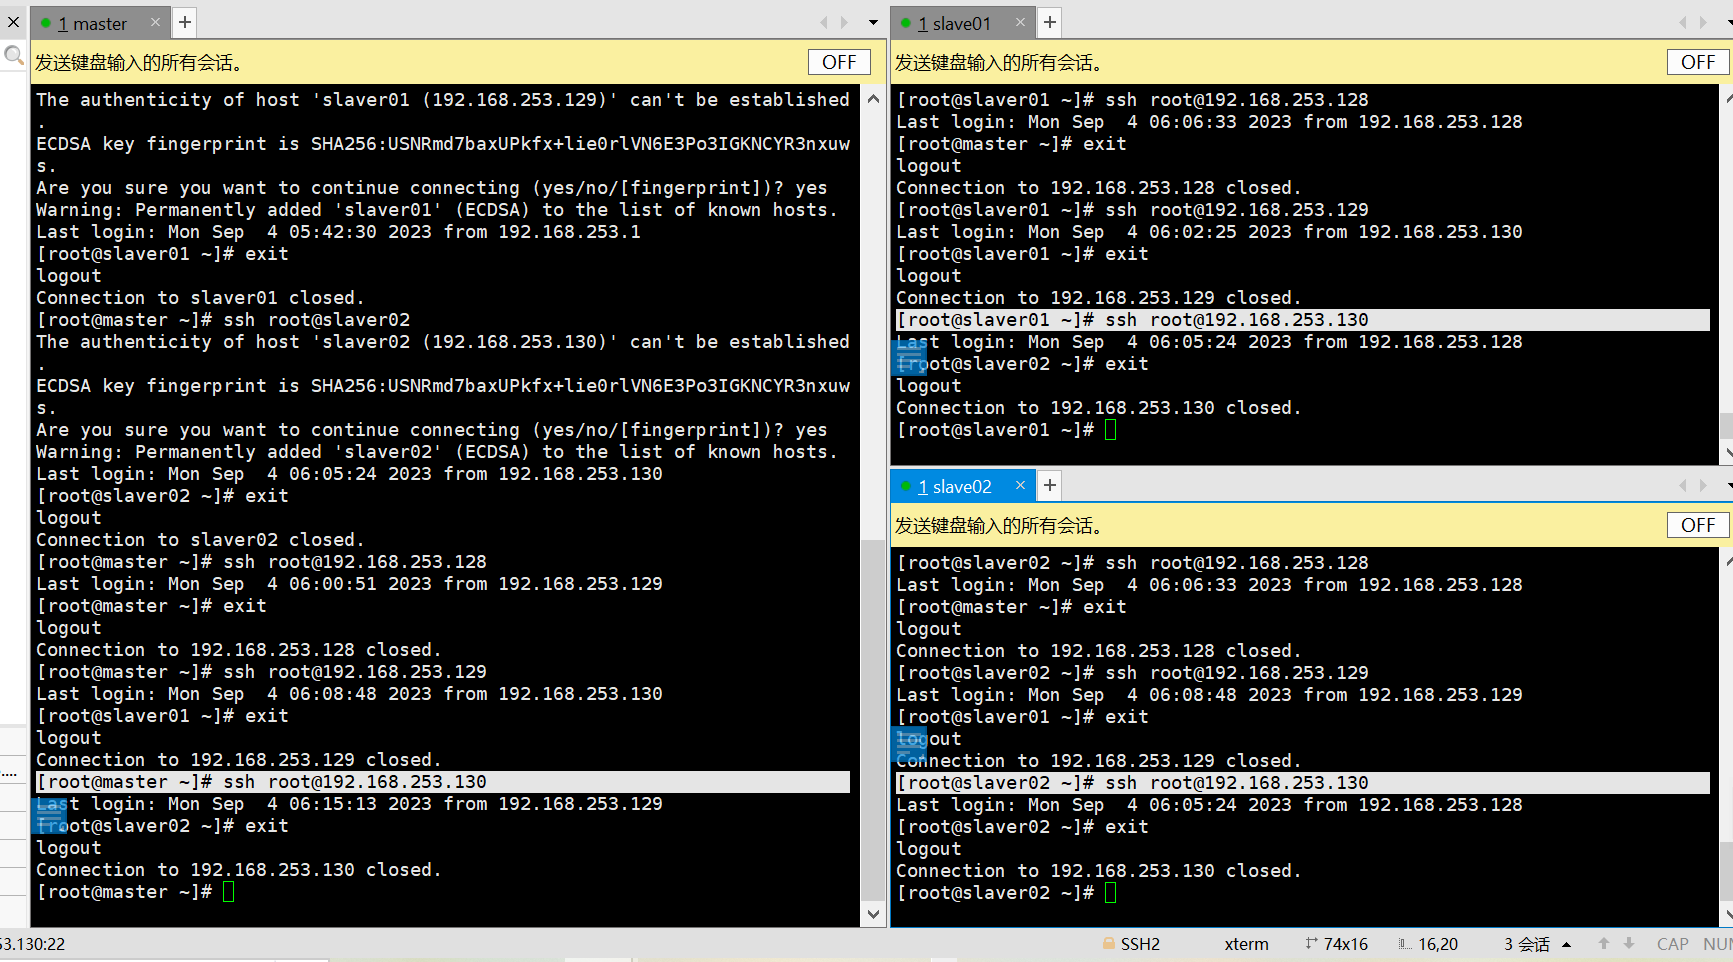 1 master
发送键盘输入的所有会话。
OFF
The authenticity of host 'slaver01 (192.168.253.129)' can't be established
.
ECDSA key fingerprint is SHA256:USNRmd7baxUPkfx+lie0rlVN6E3Po3IGKNCYR3nxuw
s.
Are you sure you want to continue connecting (yes/no/[fingerprint])? yes
Warning: Permanently added 'slaver01' (ECDSA) to the list of known hosts.
Last login: Mon Sep  4 05:42:30 2023 from 192.168.253.1
[root@slaver01 ~]# exit
logout
Connection to slaver01 closed.
[root@master ~]# ssh root@slaver02
The authenticity of host 'slaver02 (192.168.253.130)' can't be established
.
ECDSA key fingerprint is SHA256:USNRmd7baxUPkfx+lie0rlVN6E3Po3IGKNCYR3nxuw
s.
Are you sure you want to continue connecting (yes/no/[fingerprint])? yes
Warning: Permanently added 'slaver02' (ECDSA) to the list of known hosts.
Last login: Mon Sep  4 06:05:24 2023 from 192.168.253.130
[root@slaver02 ~]# exit
logout
Connection to slaver02 closed.
[root@master ~]# ssh root@192.168.253.128
Last login: Mon Sep  4 06:00:51 2023 from 192.168.253.129
[root@master ~]# exit
logout
Connection to 192.168.253.128 closed.
[root@master ~]# ssh root@192.168.253.129
Last login: Mon Sep  4 06:08:48 2023 from 192.168.253.130
[root@slaver01 ~]# exit
logout
Connection to 192.168.253.129 closed.
[root@master ~]# ssh root@192.168.253.130
Last login: Mon Sep  4 06:15:13 2023 from 192.168.253.129
[root@slaver02 ~]# exit
logout
Connection to 192.168.253.130 closed.
[root@master ~]#
1 slave01
发送键盘输入的所有会话。
OFF
[root@slaver01 ~]# ssh root@192.168.253.128
Last login: Mon Sep  4 06:06:33 2023 from 192.168.253.128
[root@master ~]# exit
logout
Connection to 192.168.253.128 closed.
[root@slaver01 ~]# ssh root@192.168.253.129
Last login: Mon Sep  4 06:02:25 2023 from 192.168.253.130
[root@slaver01 ~]# exit
logout
Connection to 192.168.253.129 closed.
[root@slaver01 ~]# ssh root@192.168.253.130
Last login: Mon Sep  4 06:05:24 2023 from 192.168.253.128
[root@slaver02 ~]# exit
logout
Connection to 192.168.253.130 closed.
[root@slaver01 ~]#
1 slave02
发送键盘输入的所有会话。
OFF
[root@slaver02 ~]# ssh root@192.168.253.128
Last login: Mon Sep  4 06:06:33 2023 from 192.168.253.128
[root@master ~]# exit
logout
Connection to 192.168.253.128 closed.
[root@slaver02 ~]# ssh root@192.168.253.129
Last login: Mon Sep  4 06:08:48 2023 from 192.168.253.129
[root@slaver01 ~]# exit
logout
Connection to 192.168.253.129 closed.
[root@slaver02 ~]# ssh root@192.168.253.130
Last login: Mon Sep  4 06:05:24 2023 from 192.168.253.128
[root@slaver02 ~]# exit
logout
Connection to 192.168.253.130 closed.
[root@slaver02 ~]#
....
53.130:22 SSH2 xterm 74x16 16,20 3 会话 CAP